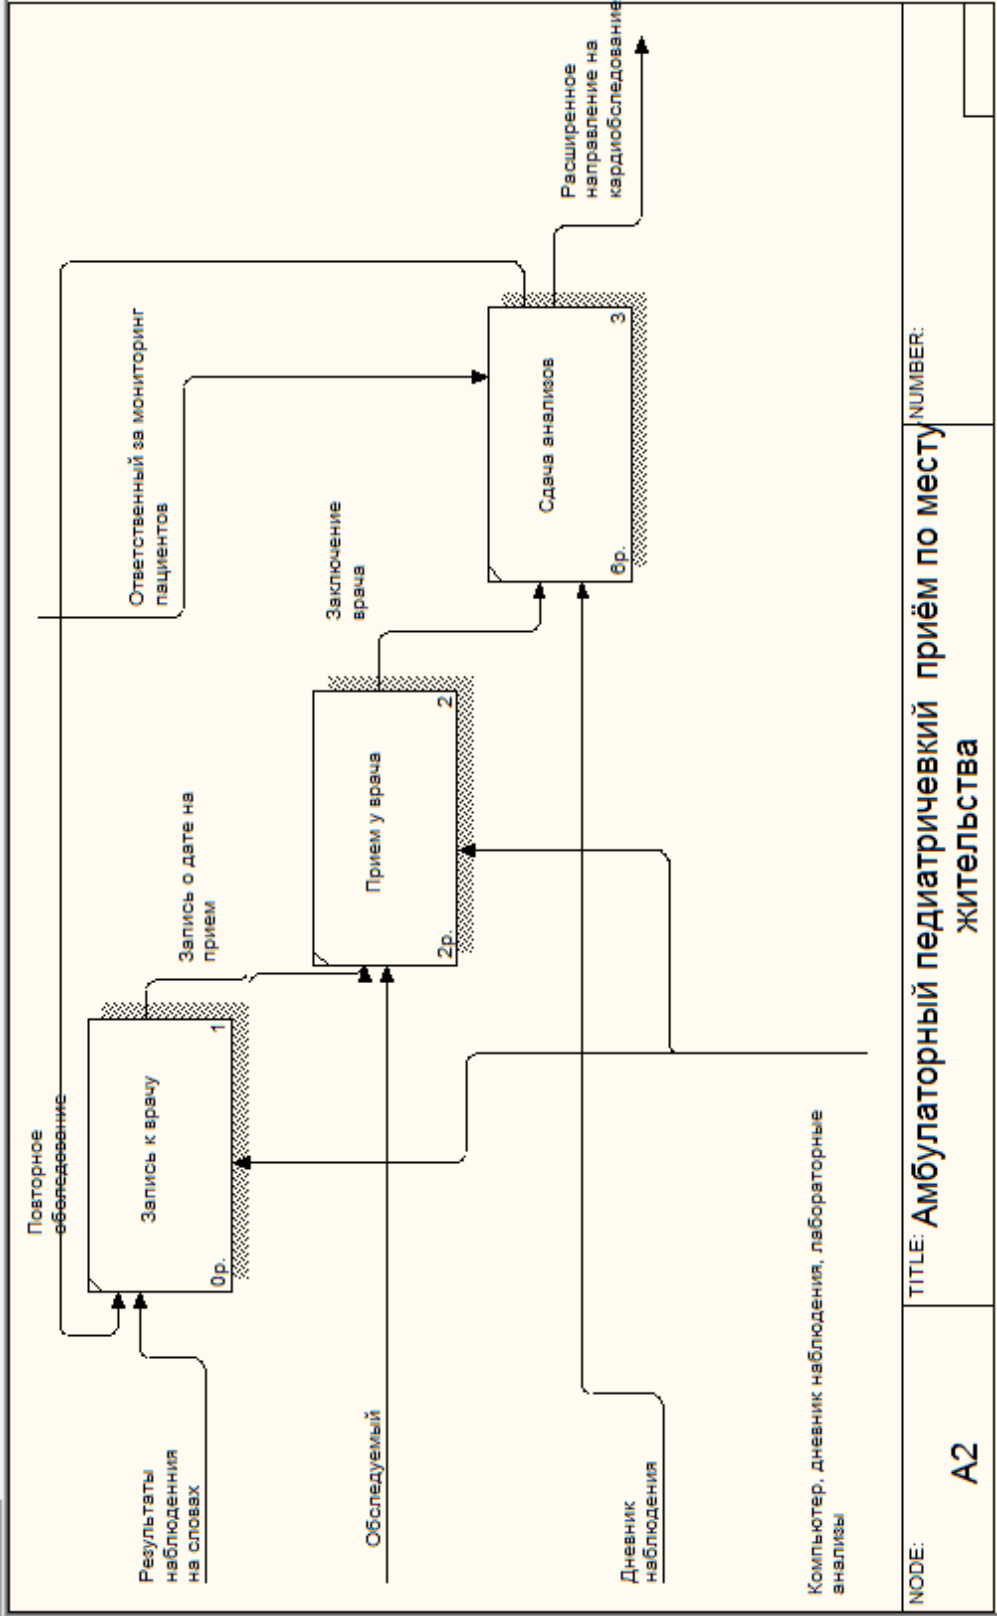 Повторное
обследование
Ответственный за мониторинг
пациентов
Расширенное
направление на
кардиобследование
Запись к врачу
0р.
1
Запись о дате на
прием
Заключение
врача
Результаты
наблюдения
на словах
Прием у врача
2р.
2
Обследуемый
Сдача анализов
6р.
3
Дневник
наблюдения
Компьютер, дневник наблюдения, лабораторные
анализы
NODE:
A2
TITLE: Амбулаторный педиатричевкий приём по месту
жительства
NUMBER: